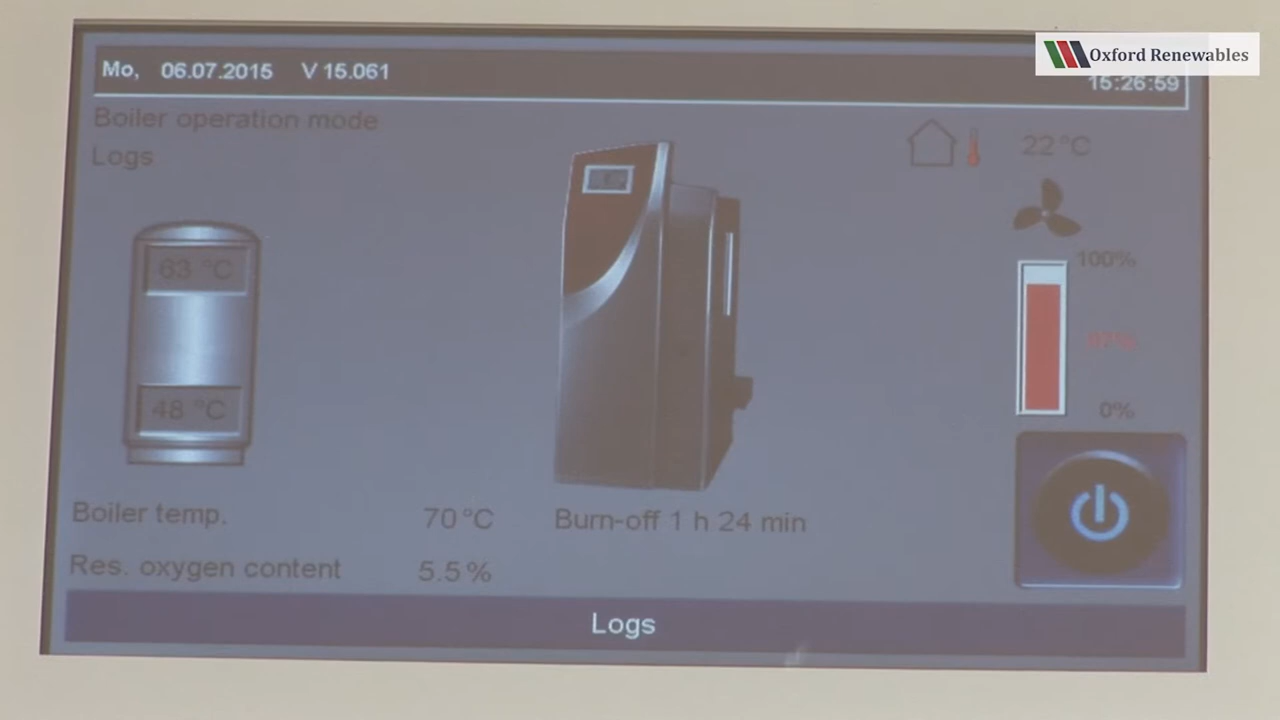 Oxford Renewables
Mo, 06.07.2015 V 15.061
15:26:59
Boiler operation mode
Logs
22 °C
63 °C
100%
87%
48 °C
0%
Boiler temp. 70 °C
Burn-off 1 h 24 min
Res. oxygen content 5.5 %
Logs